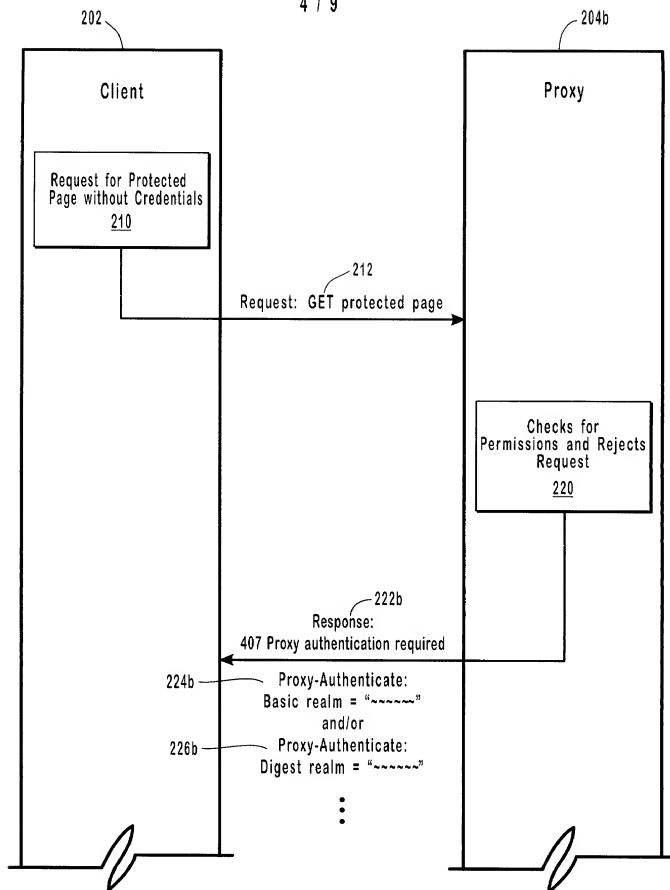 4 / 9
202
204b
Client
Proxy
Request for Protected
Page without Credentials
210
212
Request: GET protected page
Checks for
Permissions and Rejects
Request
220
222b
Response:
407 Proxy authentication required
224b
Proxy-Authenticate:
Basic realm = "~~~~~~"
and/or
226b
Proxy-Authenticate:
Digest realm = "~~~~~~"